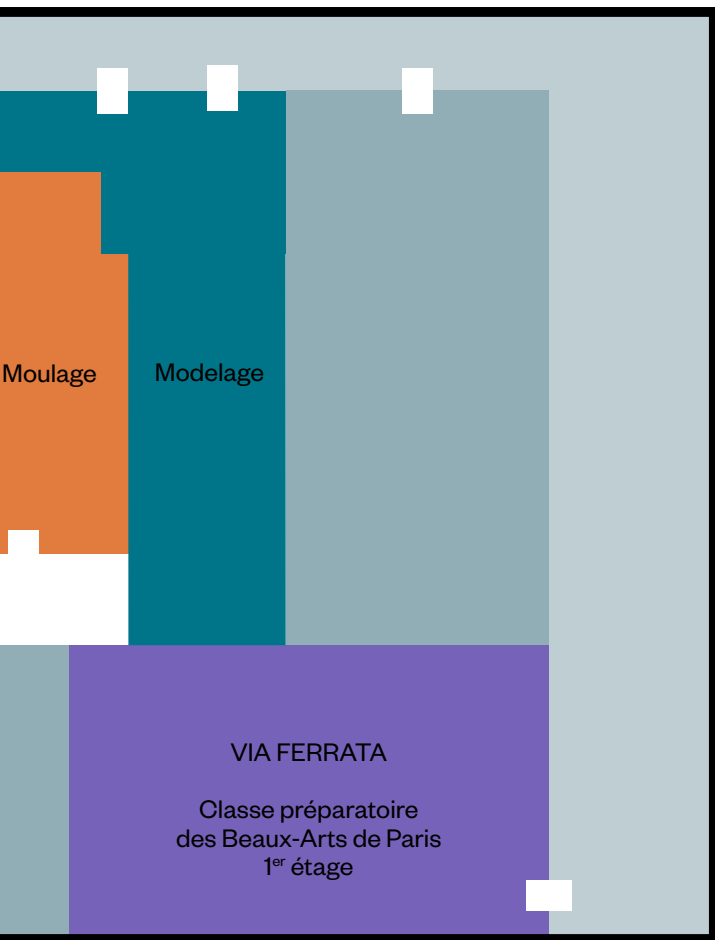 Moulage
Modelage
VIA FERRATA
Classe préparatoire
des Beaux-Arts de Paris
1er étage